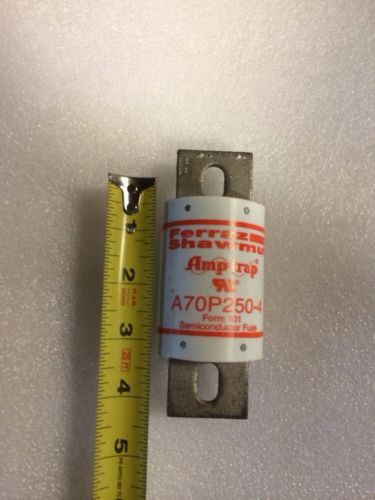 Ferraz
Shawmut
Amp-trap®
A70P250-4
Form 101
Semiconductor Fuse
1
2
3
4
5